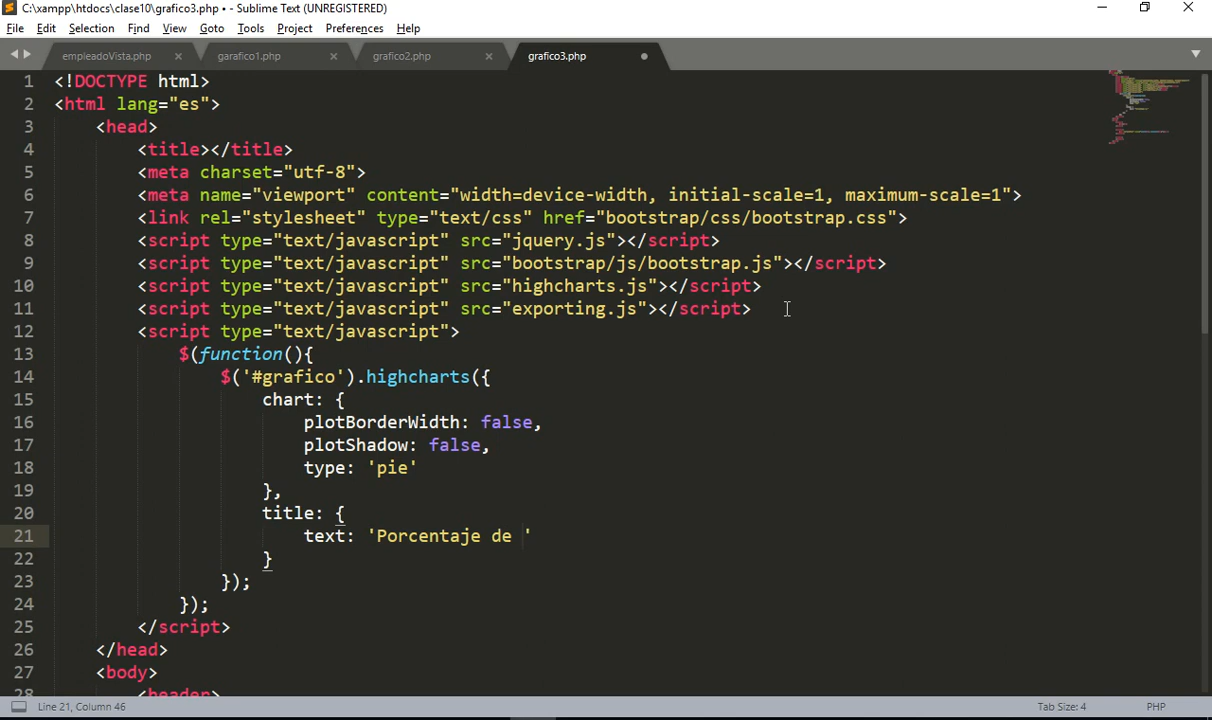 C:\xampp\htdocs\clase10\grafico3.php • - Sublime Text (UNREGISTERED)
File Edit Selection Find View Goto Tools Project Preferences Help
empleadoVista.php garafico1.php grafico2.php grafico3.php
1 <!DOCTYPE html>
2 <html lang="es">
3 <head>
4 <title></title>
5 <meta charset="utf-8">
6 <meta name="viewport" content="width=device-width, initial-scale=1, maximum-scale=1">
7 <link rel="stylesheet" type="text/css" href="bootstrap/css/bootstrap.css">
8 <script type="text/javascript" src="jquery.js"></script>
9 <script type="text/javascript" src="bootstrap/js/bootstrap.js"></script>
10 <script type="text/javascript" src="highcharts.js"></script>
11 <script type="text/javascript" src="exporting.js"></script>
12 <script type="text/javascript">
13 $(function(){
14 $('#grafico').highcharts({
15 chart: {
16 plotBorderWidth: false,
17 plotShadow: false,
18 type: 'pie'
19 },
20 title: {
21 text: 'Porcentaje de '
22 }
23 });
24 });
25 </script>
26 </head>
27 <body>
28 <header>
Line 21, Column 46 Tab Size: 4 PHP